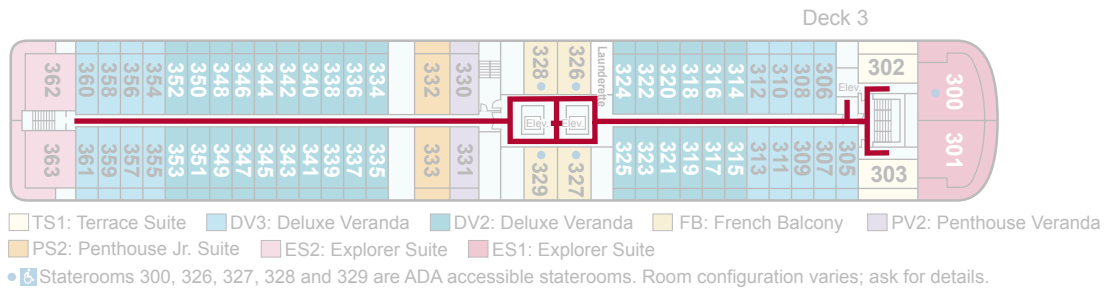 Deck 3
362 360 358 356 354 352 350 348 344 442 340 338 336 334 332 330 328 326 Launderette 324 322 320 318 316 314 312 310 308 306 Elev. 302 300
Elev. Elev.
363 361 359 357 355 353 351 349 347 345 343 339 337 335 333 331 329 327 325 323 321 319 317 315 313 311 309 307 305 303 301
TS1: Terrace Suite DV3: Deluxe Veranda DV2: Deluxe Veranda FB: French Balcony PV2: Penthouse Veranda
PS2: Penthouse Jr. Suite ES2: Explorer Suite ES1: Explorer Suite
Staterooms 300, 326, 327, 328 and 329 are ADA accessible staterooms. Room configuration varies; ask for details.